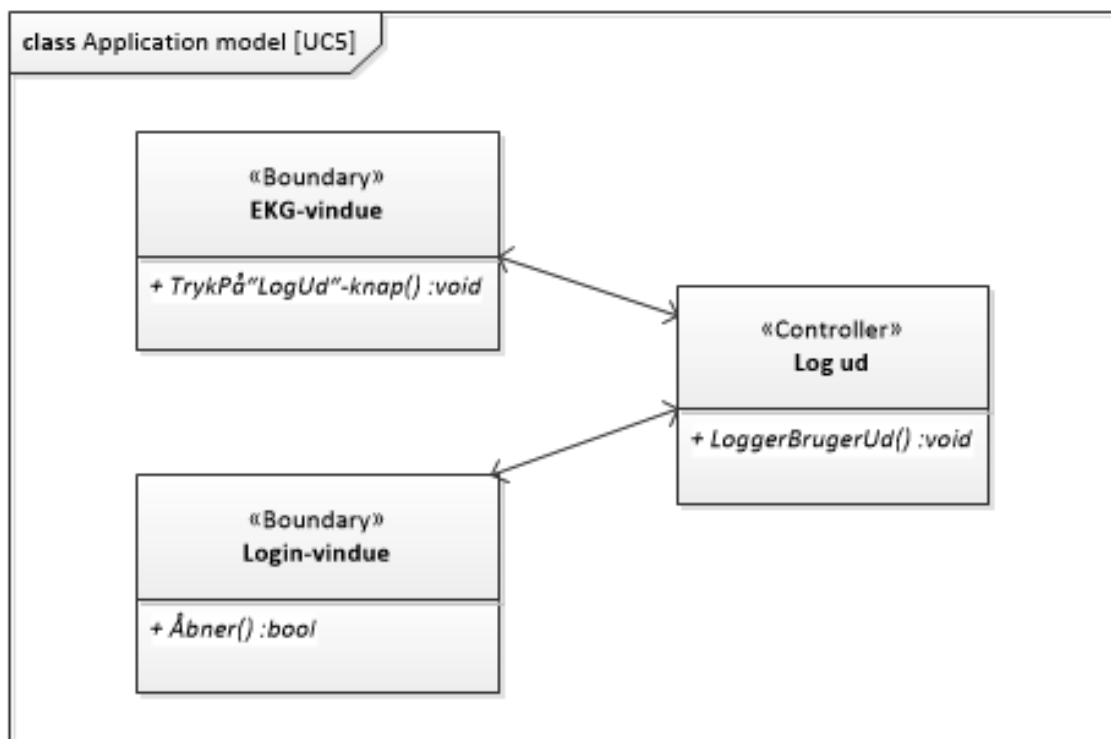 class Application model [UC5]
«Boundary»
EKG-vindue
+ TrykPå"LogUd"-knap() :void
«Controller»
Log ud
+ LoggerBrugerUd() :void
«Boundary»
Login-vindue
+ Åbner() :bool